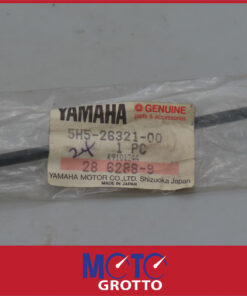 YAMAHA GENUINE
parts & accessories
5H5-26321-00
2x
1 PC
28 6288-9
YAMAHA MOTOR CO., LTD. Shizuoka Japan
MADE IN JAPAN
MOTO
GROTTO